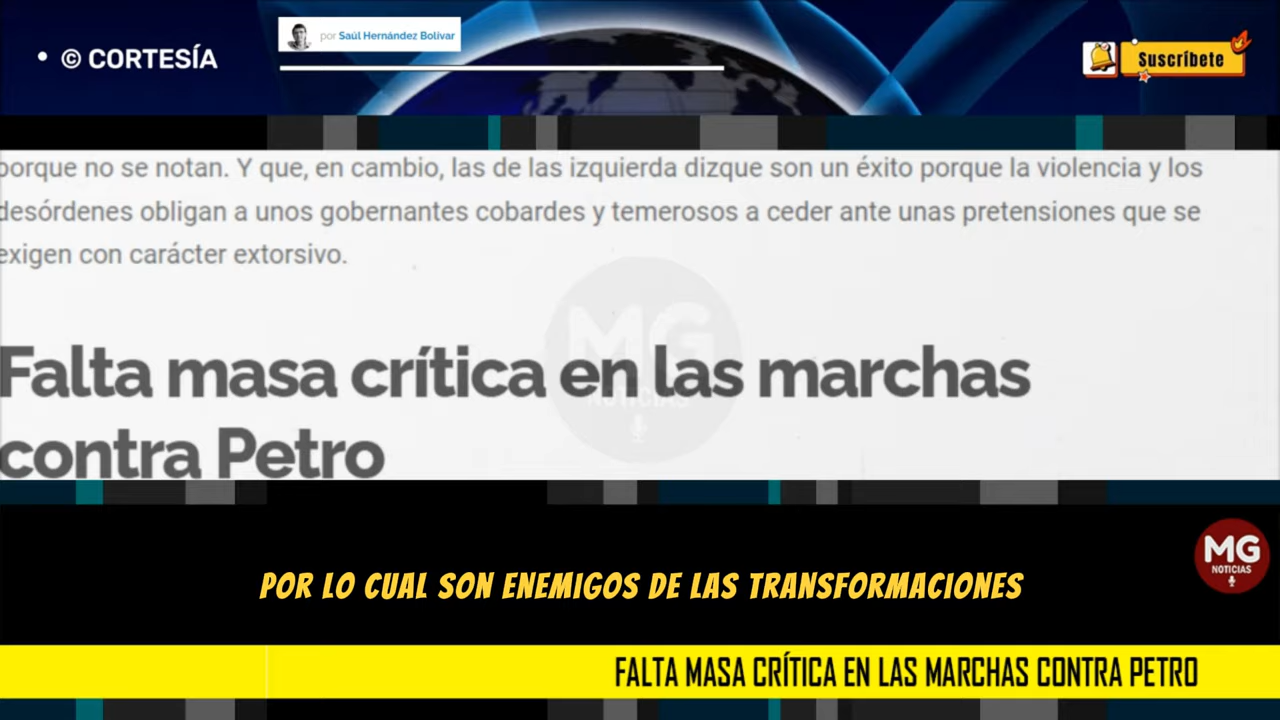 • © CORTESÍA
por Saúl Hernández Bolívar
Suscríbete
porque no se notan. Y que, en cambio, las de las izquierda dizque son un éxito porque la violencia y los
desórdenes obligan a unos gobernantes cobardes y temerosos a ceder ante unas pretensiones que se
exigen con carácter extorsivo.
MG
NOTICIAS
Falta masa crítica en las marchas
contra Petro
MG
NOTICIAS
POR LO CUAL SON ENEMIGOS DE LAS TRANSFORMACIONES
FALTA MASA CRÍTICA EN LAS MARCHAS CONTRA PETRO